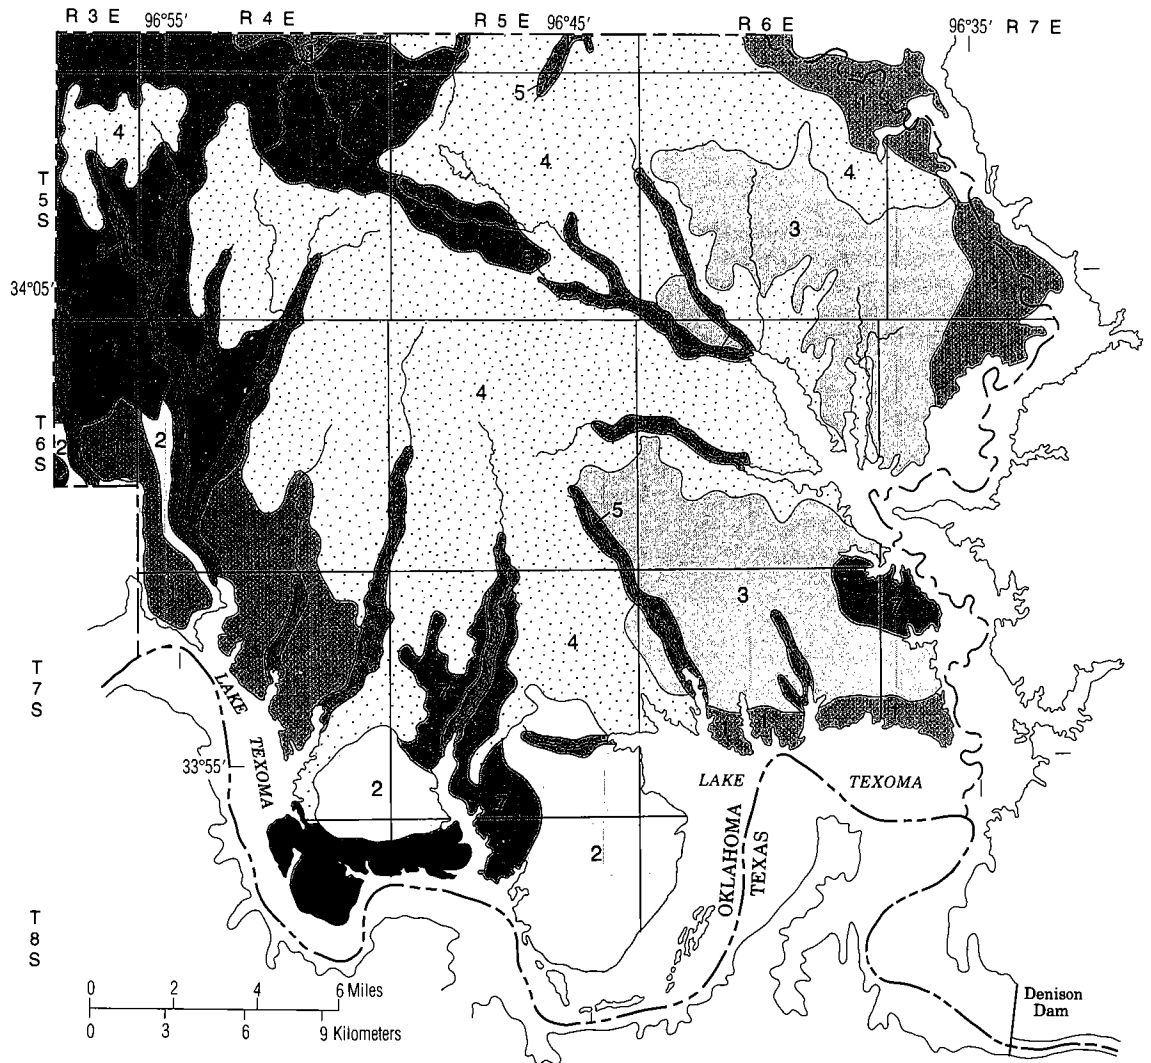 R 3 E 96°55' R 4 E R 5 E 96°45' R 6 E 96°35' R 7 E
5
4
4
4
T 5 S
3
34°05'
4
T 6 S
2
2
5
3
7
4
T 7 S
LAKE TEXOMA
33°55'
2
7
LAKE TEXOMA
OKLAHOMA
TEXAS
2
T 8 S
0 2 4 6 Miles
0 3 6 9 Kilometers
Denison
Dam